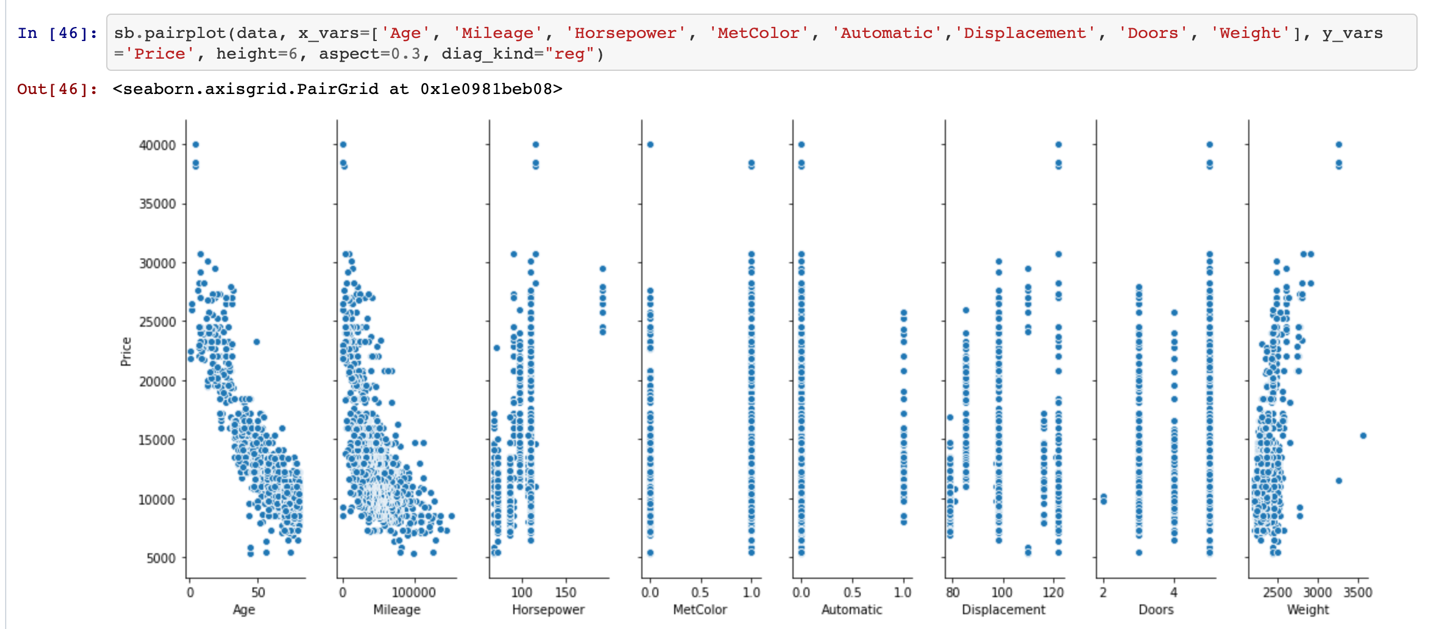 In [46]: sb.pairplot(data, x_vars=['Age', 'Mileage', 'Horsepower', 'MetColor', 'Automatic','Displacement', 'Doors', 'Weight'], y_vars
='Price', height=6, aspect=0.3, diag_kind="reg")
Out[46]: <seaborn.axisgrid.PairGrid at 0x1e0981beb08>
40000
35000
30000
25000
20000
15000
10000
5000
Price
0 50 0 100000 100 150 0.0 0.5 1.0 0.0 0.5 1.0 80 100 120 2 4 2500 3000 3500
Age Mileage Horsepower MetColor Automatic Displacement Doors Weight